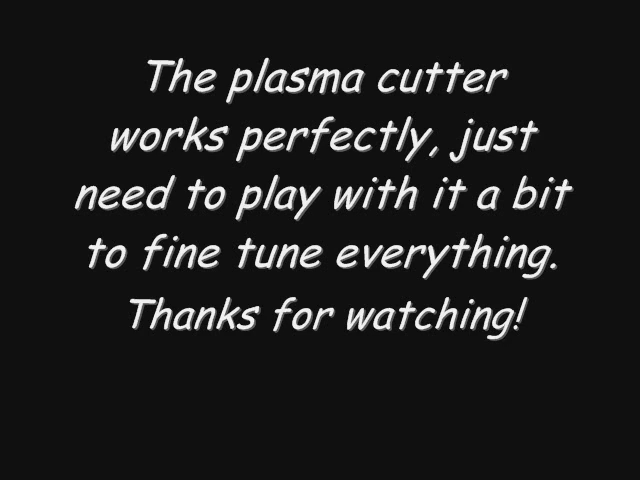 The plasma cutter
works perfectly, just
need to play with it a bit
to fine tune everything.
Thanks for watching!